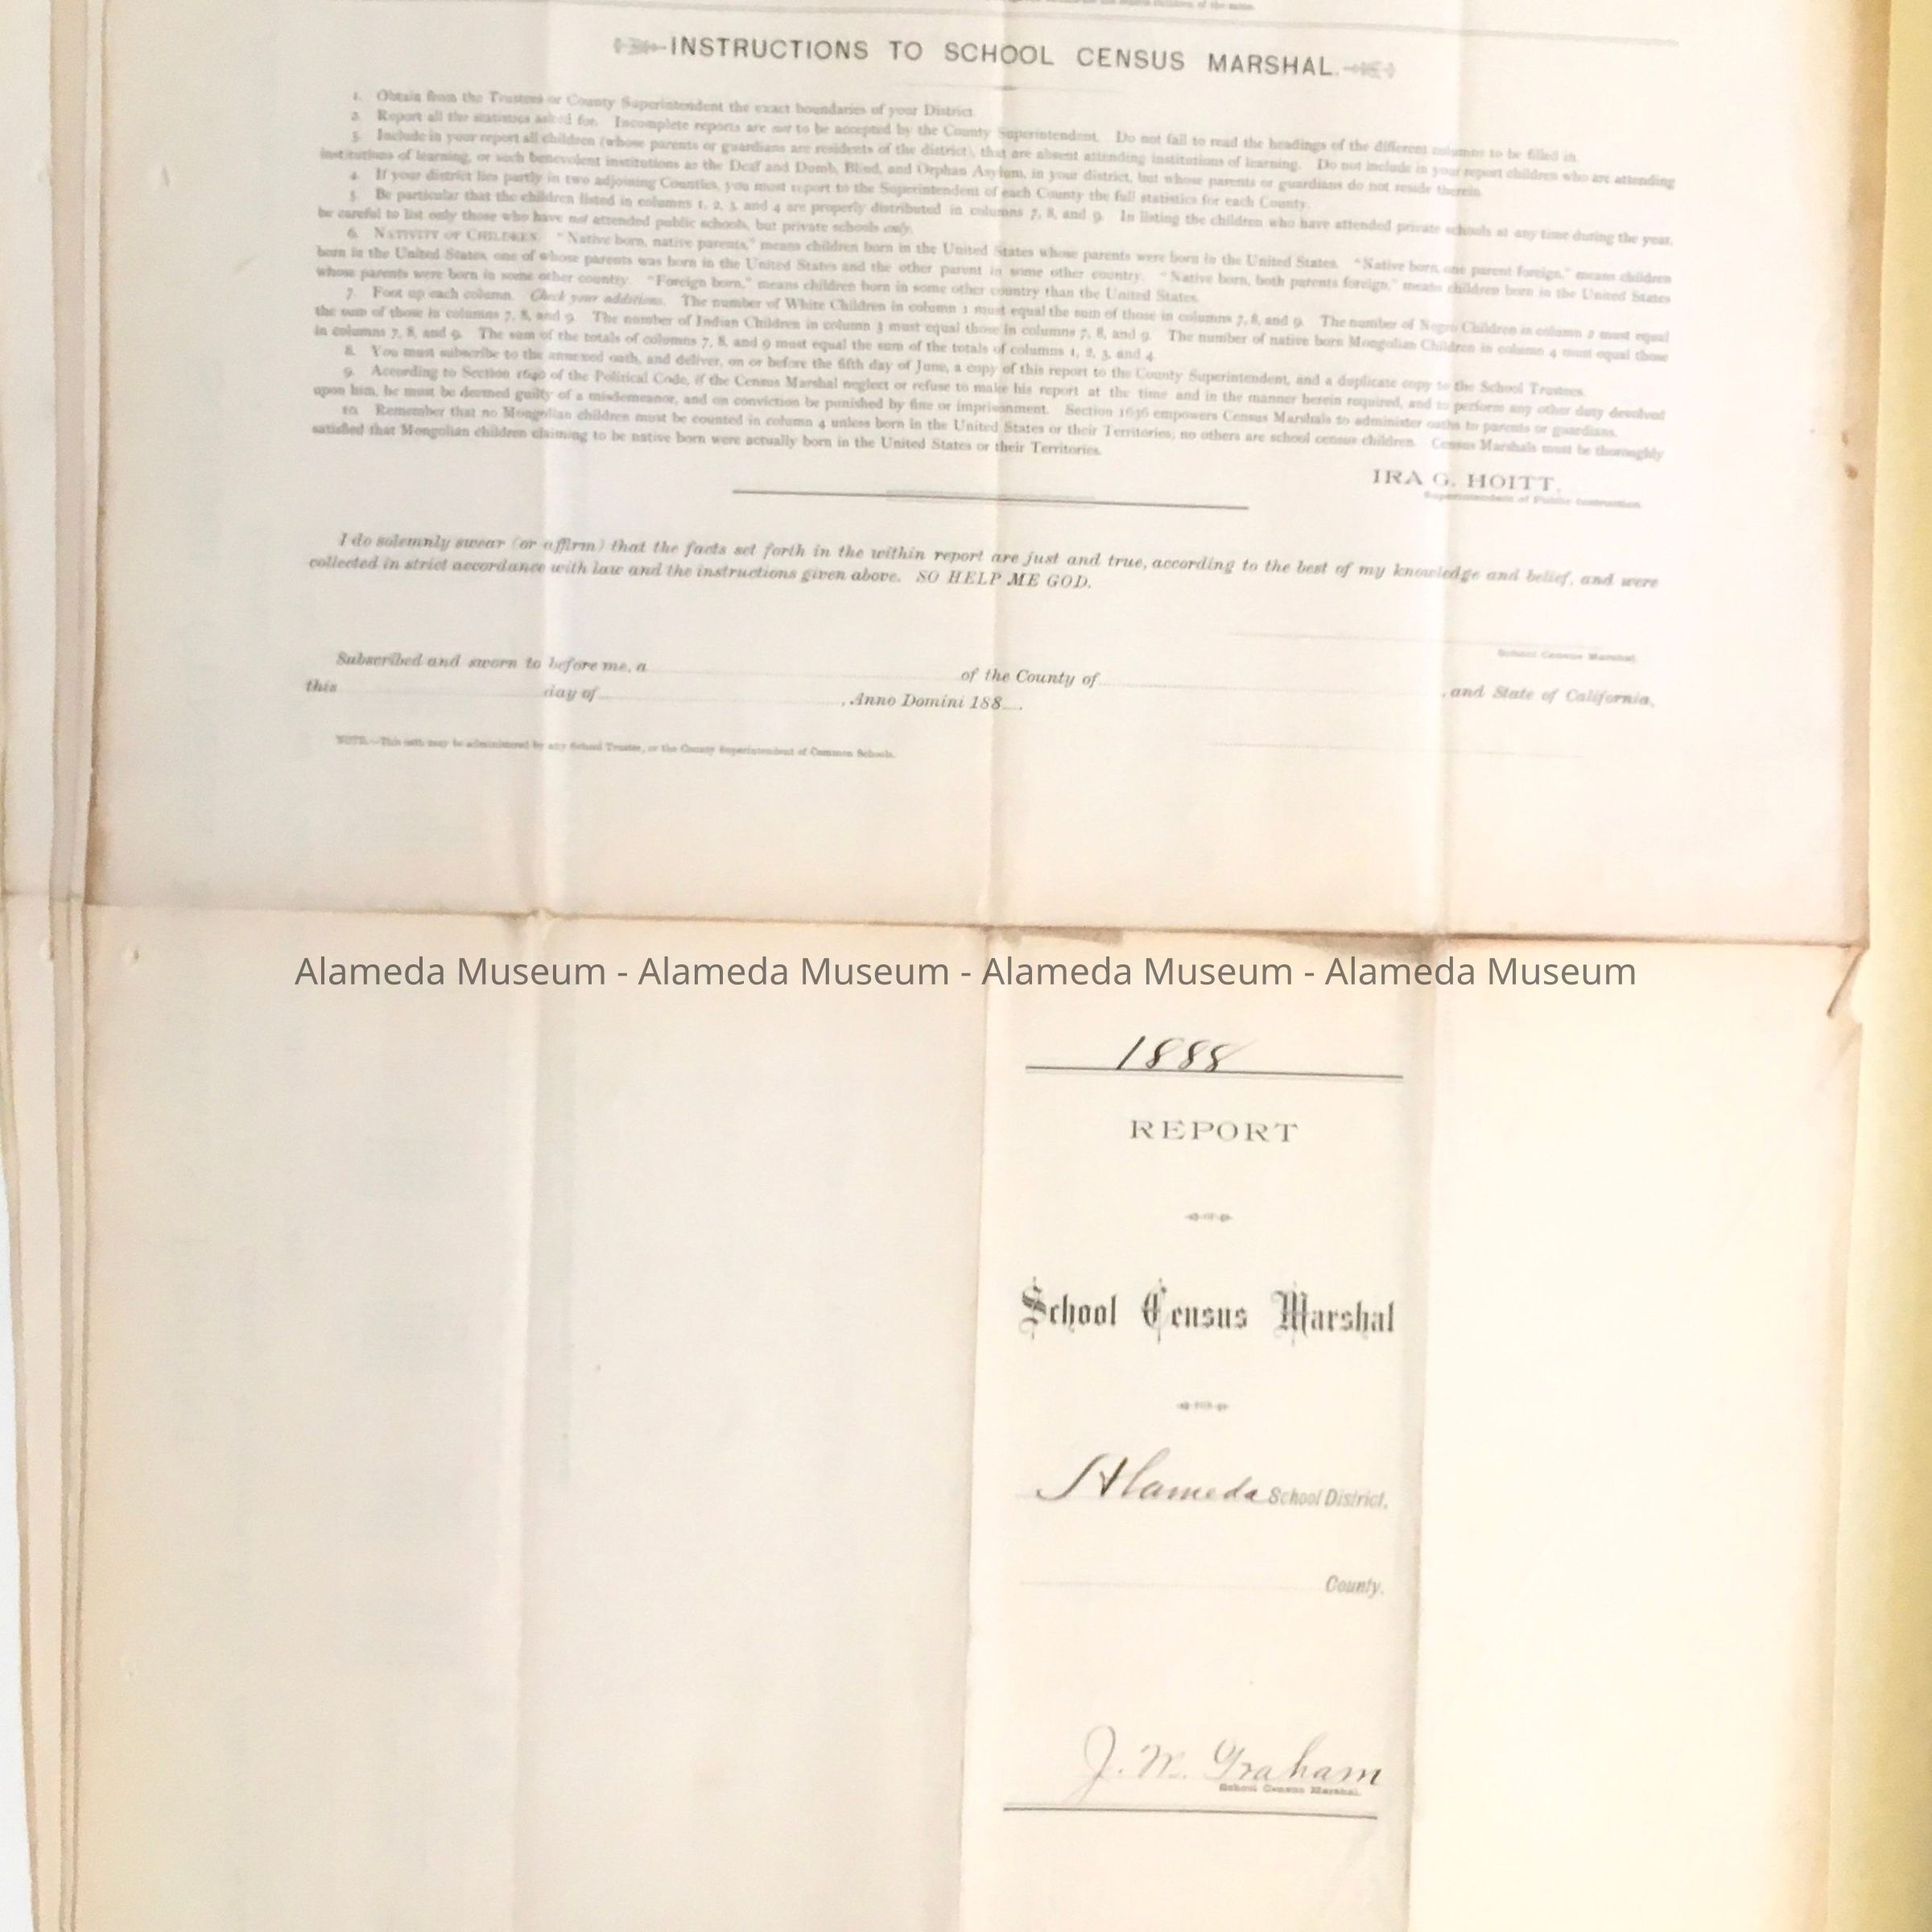 INSTRUCTIONS TO SCHOOL CENSUS MARSHAL.
1. Obtain from the Trustees or County Superintendent the exact boundaries of your District.
2. Report all the statistics asked for. Incomplete reports are not to be accepted by the County Superintendent. Do not fail to read the headings of the different columns to be filled in.
3. Include in your report all children (whose parents or guardians are residents of the district), that are absent attending institutions of learning. Do not include in your report children who are attending
institutions of learning, or such benevolent institutions as the Deaf and Dumb, Blind, and Orphan Asylum, in your district, but whose parents or guardians do not reside therein.
4. If your district lies partly in two adjoining Counties, you must report to the Superintendent of each County the full statistics for each County.
5. Be particular that the children listed in columns 1, 2, 3, and 4 are properly distributed in columns 7, 8, and 9. In listing the children who have attended private schools at any time during the year,
be careful to list only those who have not attended public schools, but private schools only.
6. NATIVITY OF CHILDREN. "Native born, native parents," means children born in the United States whose parents were born in the United States. "Native born, one parent foreign," means children
born in the United States, one of whose parents was born in the United States and the other parent in some other country. "Native born, both parents foreign," means children born in the United States
whose parents were born in some other country. "Foreign born," means children born in some other country than the United States.
7. Foot up each column. Check your additions. The number of White Children in column 1 must equal the sum of those in columns 7, 8, and 9. The number of Negro Children in column 2 must equal
the sum of those in columns 7, 8, and 9. The number of Indian Children in column 3 must equal those in columns 7, 8, and 9. The number of native born Mongolian Children in column 4 must equal those
in columns 7, 8, and 9. The sum of the totals of columns 7, 8, and 9 must equal the sum of the totals of columns 1, 2, 3, and 4.
8. You must subscribe to the annexed oath, and deliver, on or before the fifth day of June, a copy of this report to the County Superintendent, and a duplicate copy to the School Trustees.
9. According to Section 1640 of the Political Code, if the Census Marshal neglect or refuse to make his report at the time and in the manner herein required, and to perform any other duty devolved
upon him, he must be deemed guilty of a misdemeanor, and on conviction be punished by fine or imprisonment. Section 1636 empowers Census Marshals to administer oaths to parents or guardians.
10. Remember that no Mongolian children must be counted in column 4 unless born in the United States or their Territories; no others are school census children. Census Marshals must be thoroughly
satisfied that Mongolian children claiming to be native born were actually born in the United States or their Territories.
IRA G. HOITT,
Superintendent of Public Instruction.
I do solemnly swear (or affirm) that the facts set forth in the within report are just and true, according to the best of my knowledge and belief, and were
collected in strict accordance with law and the instructions given above. SO HELP ME GOD.
School Census Marshal.
Subscribed and sworn to before me, a of the County of , and State of California,
this day of , Anno Domini 188 .
NOTE.—This oath may be administered by any School Trustee, or the County Superintendent of Common Schools.
Alameda Museum - Alameda Museum - Alameda Museum - Alameda Museum
1888
REPORT
OF
School Census Marshal
FOR
Alameda School District,
County.
J. W. Graham
School Census Marshal.